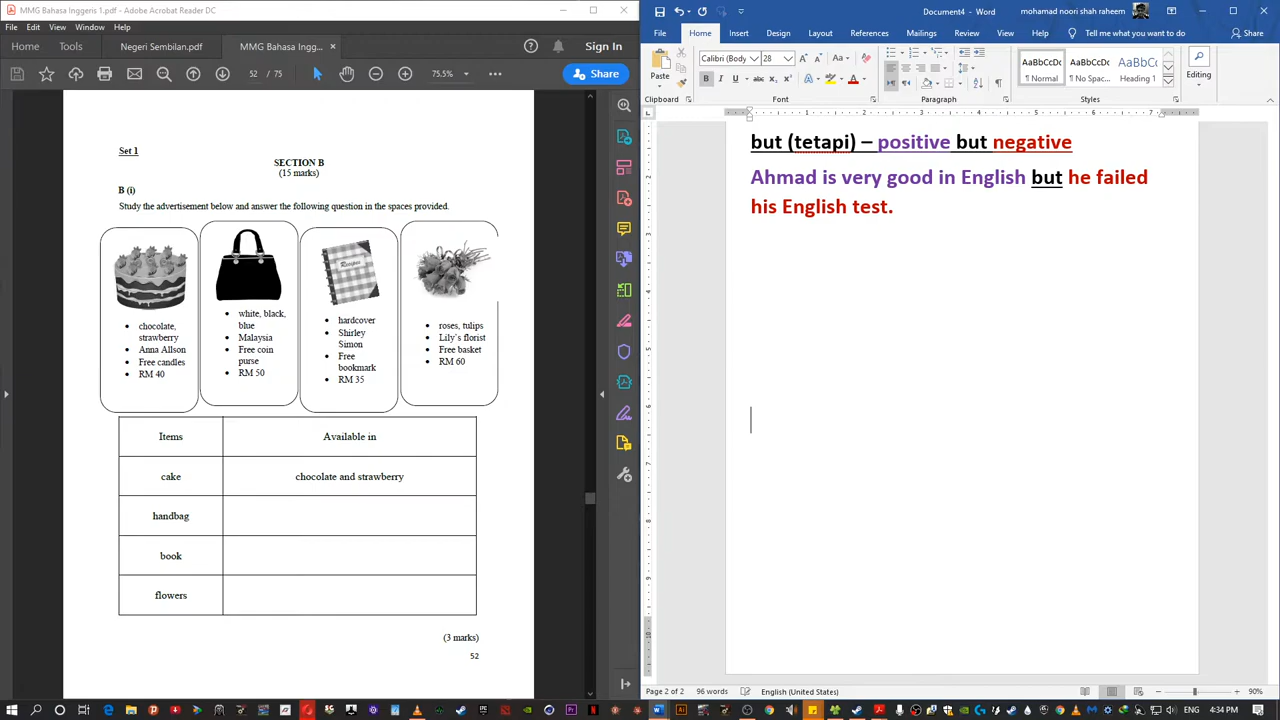 MMG Bahasa Inggeris 1.pdf - Adobe Acrobat Reader DC
File Edit View Window Help
Home Tools Negeri Sembilan.pdf MMG Bahasa Ingg... × Sign In
52 / 75 75.5% Share
Set 1
SECTION B
(15 marks)
B (i)
Study the advertisement below and answer the following question in the spaces provided.
Recipes
• chocolate, strawberry
• Anna Allson
• Free candles
• RM 40
• white, black, blue
• Malaysia
• Free coin purse
• RM 50
• hardcover
• Shirley Simon
• Free bookmark
• RM 35
• roses, tulips
• Lily's florist
• Free basket
• RM 60
Items Available in
cake chocolate and strawberry
handbag
book
flowers
(3 marks)
52
Document4 - Word mohamad noori shah raheem
File Home Insert Design Layout References Mailings Review View Help Tell me what you want to do Share
Paste Calibri (Body) 28 AaBbCcDc AaBbCcDc AaBbCc Editing
¶ Normal ¶ No Spac... Heading 1
Clipboard Font Paragraph Styles
but (tetapi) – positive but negative
Ahmad is very good in English but he failed
his English test.
Page 2 of 2 96 words English (United States) 90%
ENG 4:34 PM